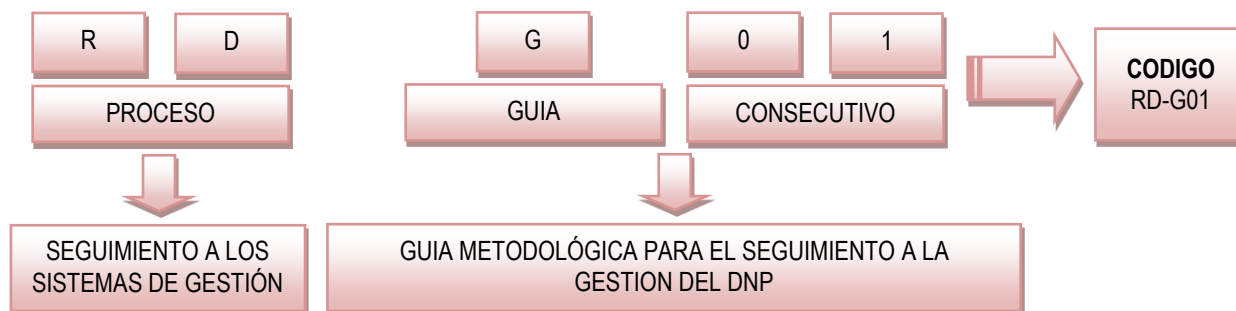 R D G 0 1
PROCESO GUIA CONSECUTIVO
CODIGO
RD-G01
SEGUIMIENTO A LOS
SISTEMAS DE GESTIÓN
GUIA METODOLÓGICA PARA EL SEGUIMIENTO A LA
GESTION DEL DNP